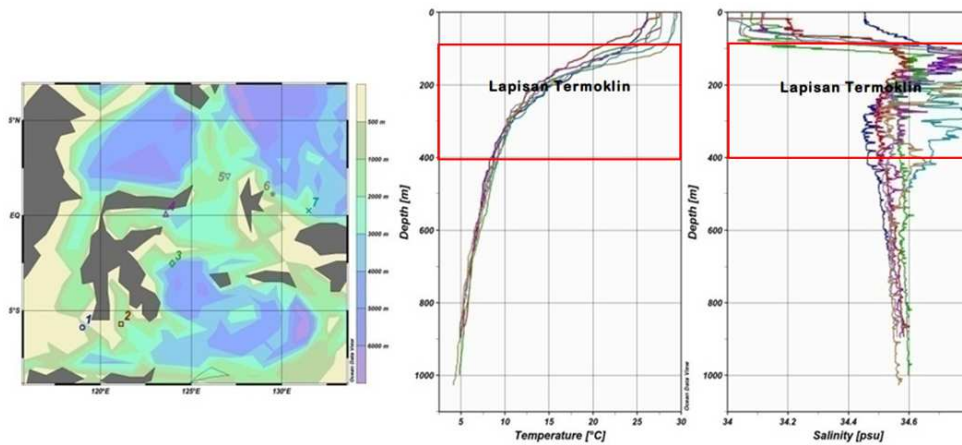 5°N
EQ
5°S
120°E
125°E
130°E
1
2
3
4
5
6
7
500 m
1000 m
2000 m
3000 m
4000 m
5000 m
6000 m
Ocean Data View
0
200
400
600
800
1000
Depth [m]
Lapisan Termoklin
5
10
15
20
25
30
Temperature [°C]
Ocean Data View
0
200
400
600
800
1000
Depth [m]
Lapisan Termoklin
34
34.2
34.4
34.6
Salinity [psu]